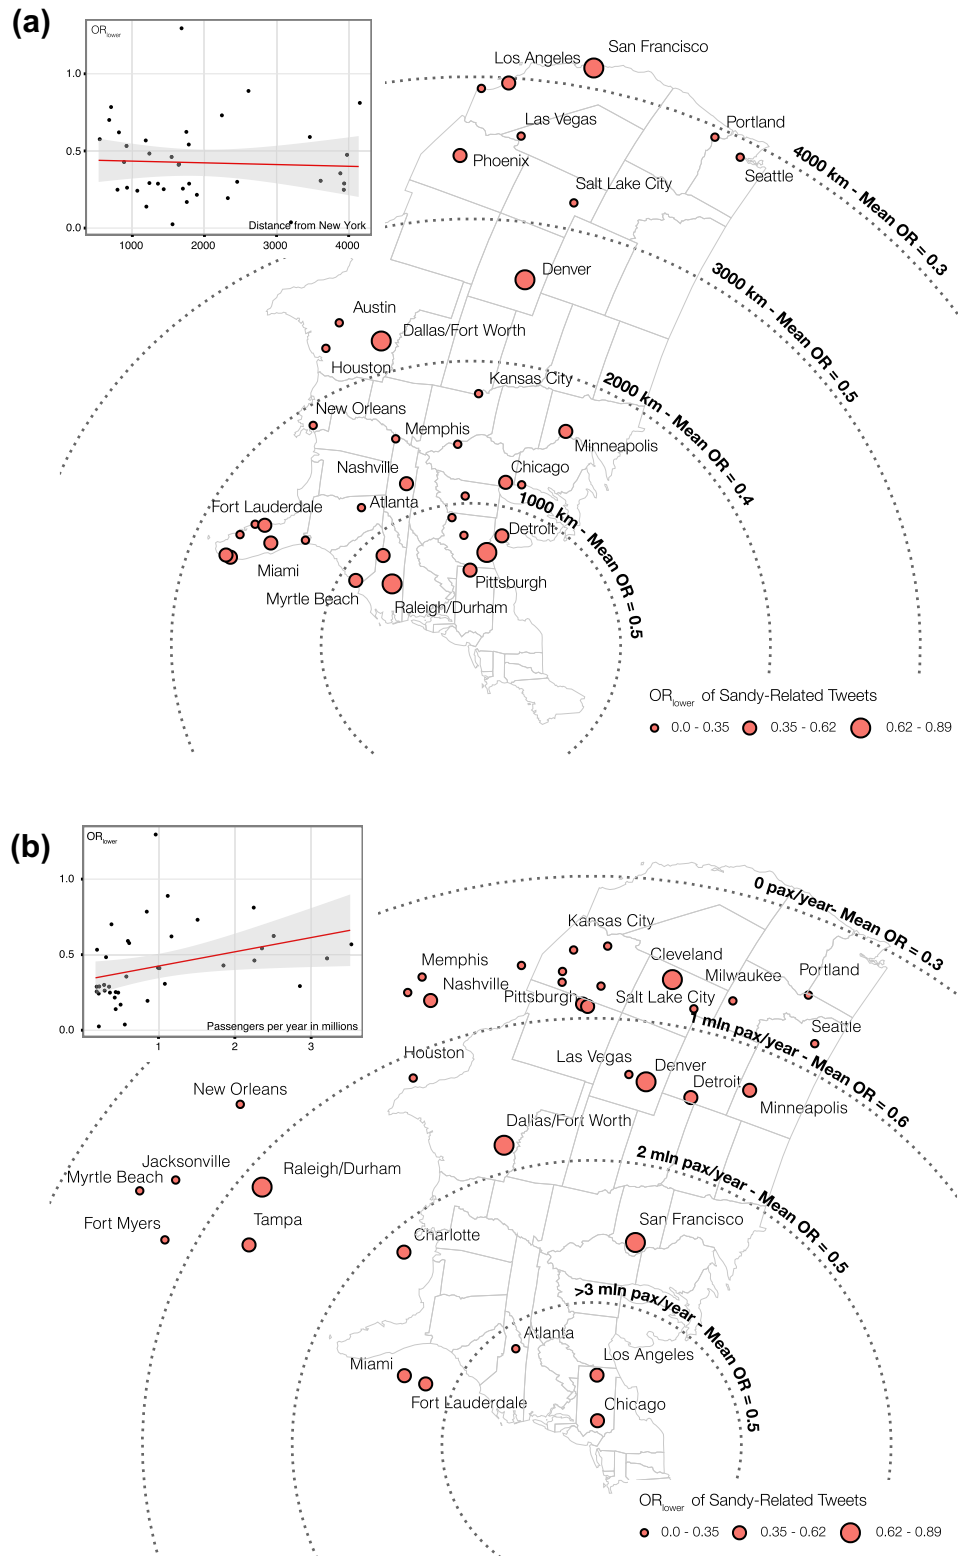 (a)
OR lower
1.0
0.5
0.0
Distance from New York
1000 2000 3000 4000
San Francisco
Los Angeles
Las Vegas
Portland
Phoenix
Seattle
Salt Lake City
4000 km - Mean OR = 0.3
Denver
3000 km - Mean OR = 0.5
Austin
Dallas/Fort Worth
Houston
Kansas City
2000 km - Mean OR = 0.4
New Orleans
Memphis
Minneapolis
Nashville
Chicago
Fort Lauderdale
Atlanta
1000 km - Mean OR = 0.5
Detroit
Miami
Pittsburgh
Myrtle Beach
Raleigh/Durham
OR lower of Sandy-Related Tweets
0.0 - 0.35 0.35 - 0.62 0.62 - 0.89
(b)
OR lower
1.0
0.5
0.0
Passengers per year in millions
1 2 3
0 pax/year- Mean OR = 0.3
Kansas City
Memphis
Cleveland
Milwaukee
Portland
Nashville
Pittsburgh
Salt Lake City
1 mln pax/year - Mean OR = 0.6
Seattle
Houston
Las Vegas
Denver
New Orleans
Detroit
Minneapolis
Dallas/Fort Worth
Jacksonville
2 mln pax/year - Mean OR = 0.5
Myrtle Beach
Raleigh/Durham
Fort Myers
Tampa
San Francisco
Charlotte
>3 mln pax/year - Mean OR = 0.5
Atlanta
Miami
Los Angeles
Fort Lauderdale
Chicago
OR lower of Sandy-Related Tweets
0.0 - 0.35 0.35 - 0.62 0.62 - 0.89